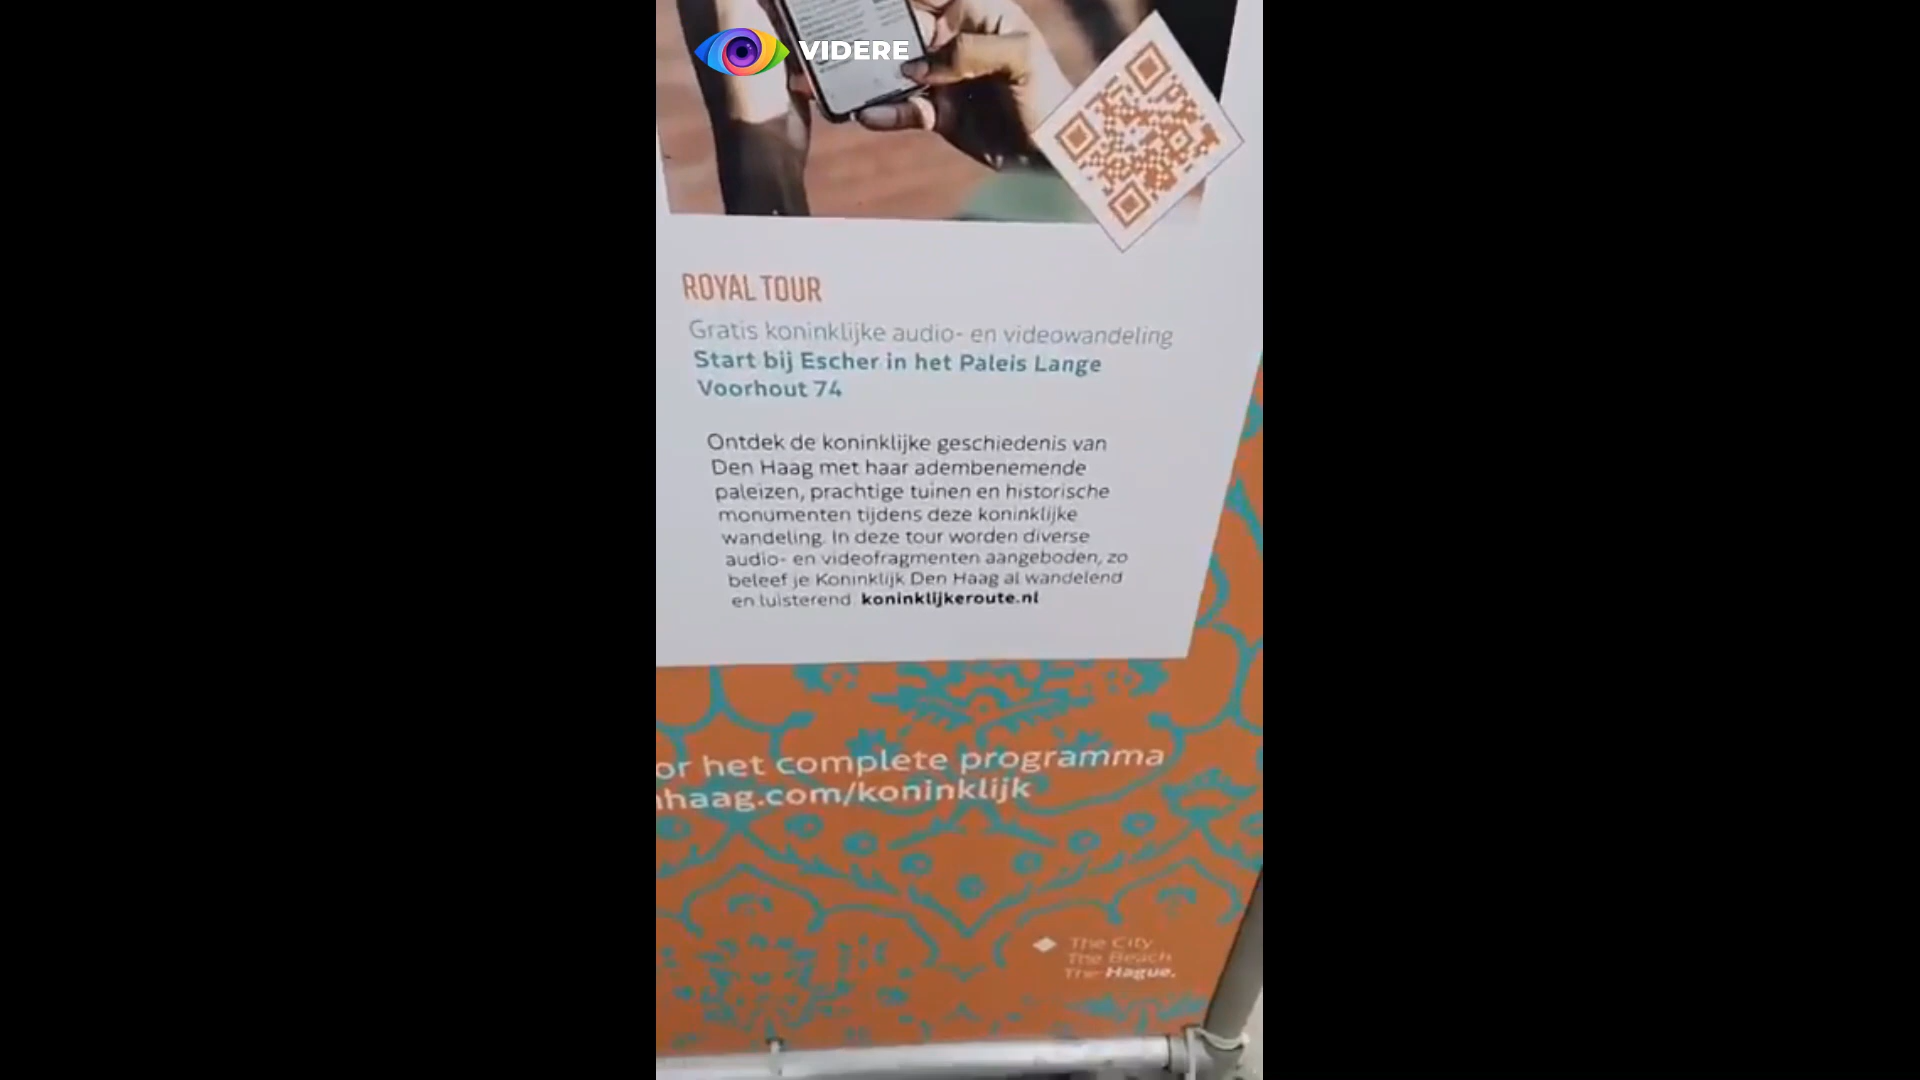 VIDERE
ROYAL TOUR
Gratis koninklijke audio- en videowandeling
Start bij Escher in het Paleis Lange
Voorhout 74
Ontdek de koninklijke geschiedenis van
Den Haag met haar adembenemende
paleizen, prachtige tuinen en historische
monumenten tijdens deze koninklijke
wandeling. In deze tour worden diverse
audio- en videofragmenten aangeboden, zo
beleef je Koninklijk Den Haag al wandelend
en luisterend koninklijkeroute.nl
or het complete programma
haag.com/koninklijk
The City
The Beach
The Hague.